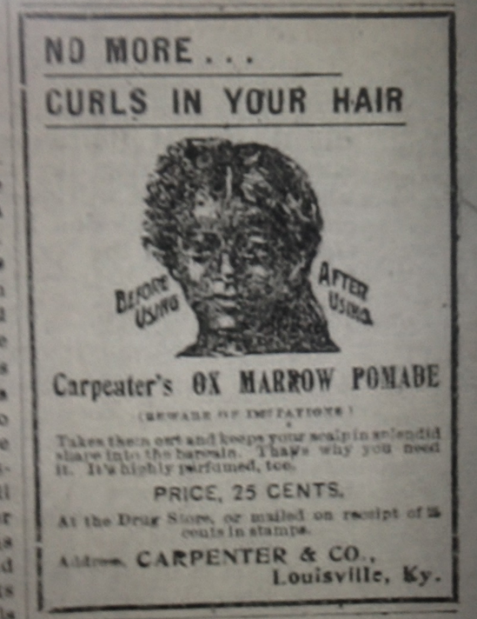 NO MORE...
CURLS IN YOUR HAIR
BEFORE
USING
AFTER
USING
Carpenter's OX MARROW POMADE
(BEWARE OF IMITATIONS)
Takes them out and keeps your scalp in splendid
shape into the bargain. That's why you need
it. It's highly perfumed, too.
PRICE, 25 CENTS.
At the Drug Store, or mailed on receipt of 25
cents in stamps.
Address, CARPENTER & CO.,
Louisville, Ky.